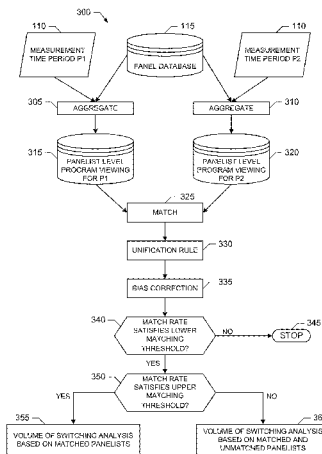 300
110
115
110
MEASUREMENT
TIME PERIOD P1
PANEL DATABASE
MEASUREMENT
TIME PERIOD P2
305
AGGREGATE
AGGREGATE
310
315
PANELIST LEVEL
PROGRAM VIEWING
FOR P1
PANELIST LEVEL
PROGRAM VIEWING
FOR P2
320
325
MATCH
330
UNIFICATION RULE
335
BIAS CORRECTION
340
MATCH RATE
SATISFIES LOWER
MATCHING
THRESHOLD?
NO
345
STOP
YES
350
MATCH RATE
SATISFIES UPPER
MATCHING
THRESHOLD?
YES
NO
355
VOLUME OF SWITCHING ANALYSIS
BASED ON MATCHED PANELISTS
VOLUME OF SWITCHING ANALYSIS
BASED ON MATCHED AND
UNMATCHED PANELISTS